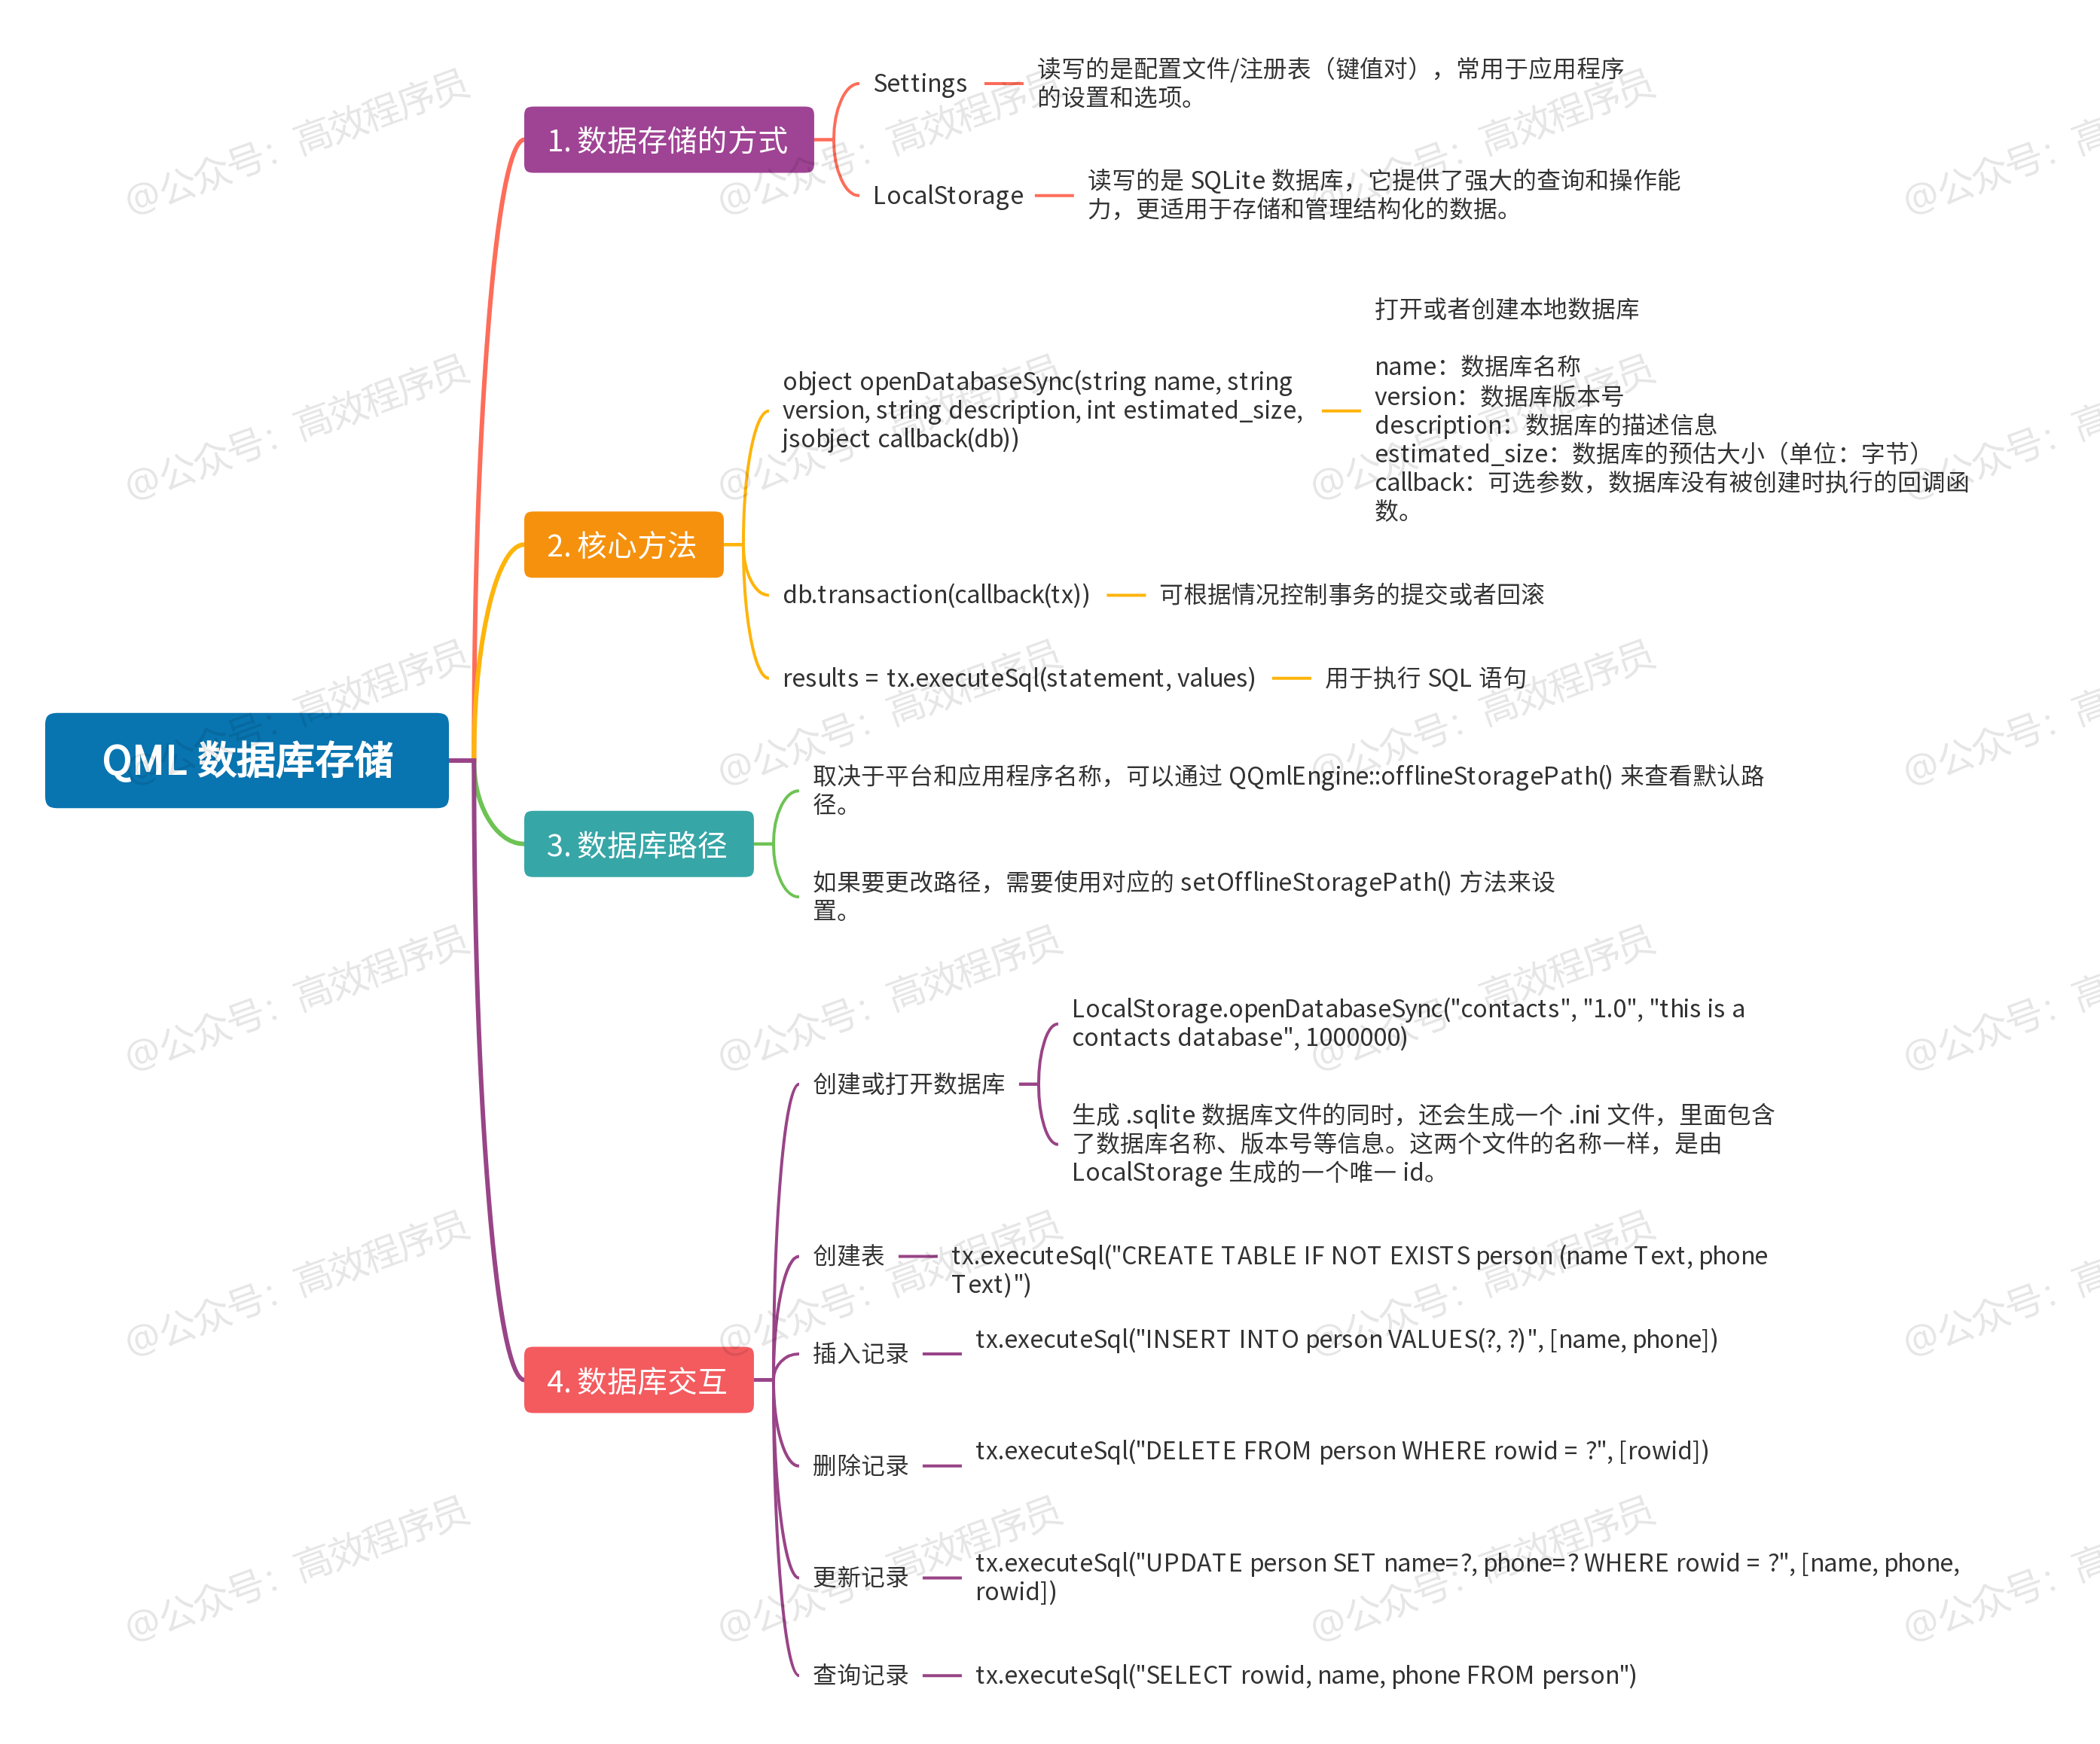 QML 数据库存储
1. 数据存储的方式
Settings
读写的是配置文件/注册表（键值对），常用于应用程序
的设置和选项。
LocalStorage
读写的是 SQLite 数据库，它提供了强大的查询和操作能
力，更适用于存储和管理结构化的数据。
2. 核心方法
object openDatabaseSync(string name, string
version, string description, int estimated_size,
jsobject callback(db))
打开或者创建本地数据库
name：数据库名称
version：数据库版本号
description：数据库的描述信息
estimated_size：数据库的预估大小（单位：字节）
callback：可选参数，数据库没有被创建时执行的回调函
数。
db.transaction(callback(tx))
可根据情况控制事务的提交或者回滚
results = tx.executeSql(statement, values)
用于执行 SQL 语句
3. 数据库路径
取决于平台和应用程序名称，可以通过 QQmlEngine::offlineStoragePath() 来查看默认路
径。
如果要更改路径，需要使用对应的 setOfflineStoragePath() 方法来设
置。
4. 数据库交互
创建或打开数据库
LocalStorage.openDatabaseSync("contacts", "1.0", "this is a
contacts database", 1000000)
生成 .sqlite 数据库文件的同时，还会生成一个 .ini 文件，里面包含
了数据库名称、版本号等信息。这两个文件的名称一样，是由
LocalStorage 生成的一个唯一 id。
创建表
tx.executeSql("CREATE TABLE IF NOT EXISTS person (name Text, phone
Text)")
插入记录
tx.executeSql("INSERT INTO person VALUES(?, ?)", [name, phone])
删除记录
tx.executeSql("DELETE FROM person WHERE rowid = ?", [rowid])
更新记录
tx.executeSql("UPDATE person SET name=?, phone=? WHERE rowid = ?", [name, phone,
rowid])
查询记录
tx.executeSql("SELECT rowid, name, phone FROM person")
@公众号：高效程序员